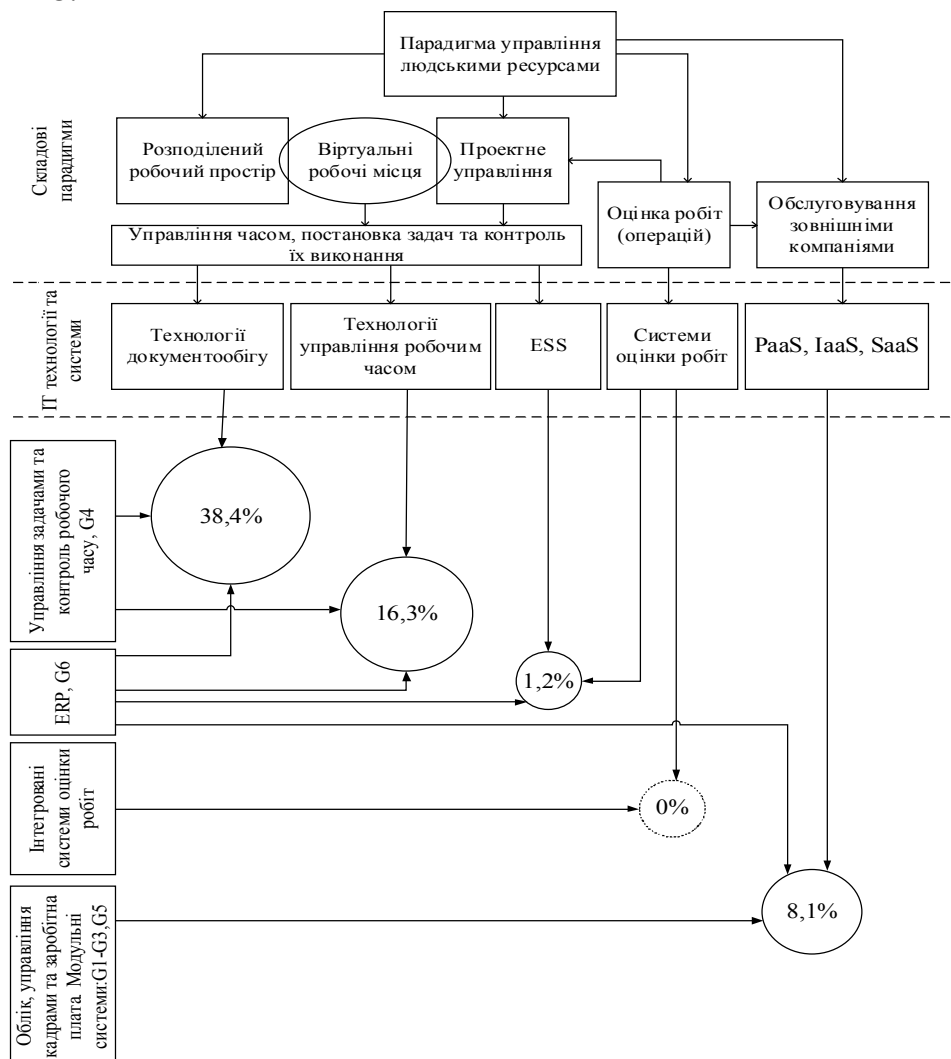 Парадигма управління
людськими ресурсами
Складові
парадигми
Розподілений
робочий простір
Віртуальні
робочі місця
Проектне
управління
Оцінка робіт
(операцій)
Обслуговування
зовнішніми
компаніями
Управління часом, постановка задач та контроль
їх виконання
ІТ технології та
системи
Технології
документообігу
Технології
управління робочим
часом
ESS
Системи
оцінки робіт
PaaS, IaaS, SaaS
Управління задачами та
контроль робочого
часу, G4
38,4%
16,3%
ERP, G6
1,2%
Інтегровані
системи оцінки
робіт
0%
Облік, управління
кадрами та заробітна
плата. Модульні
системи:G1-G3,G5
8,1%